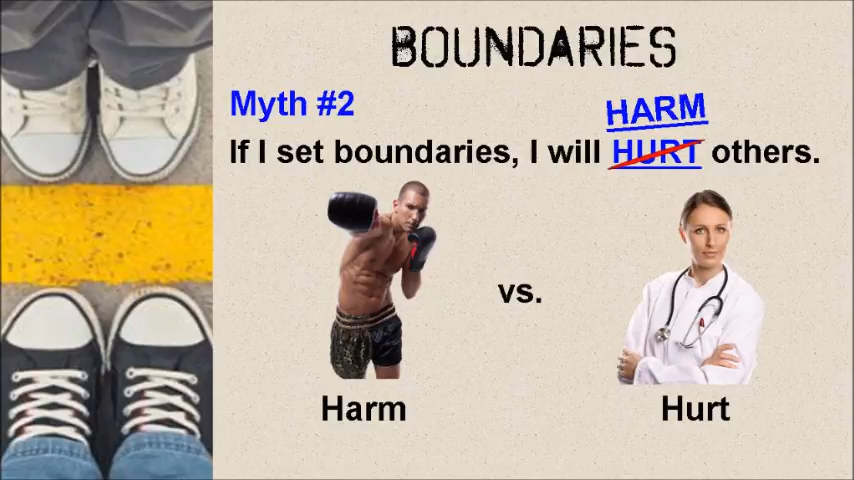 BOUNDARIES
Myth #2
HARM
If I set boundaries, I will HURT others.
vs.
Harm
Hurt